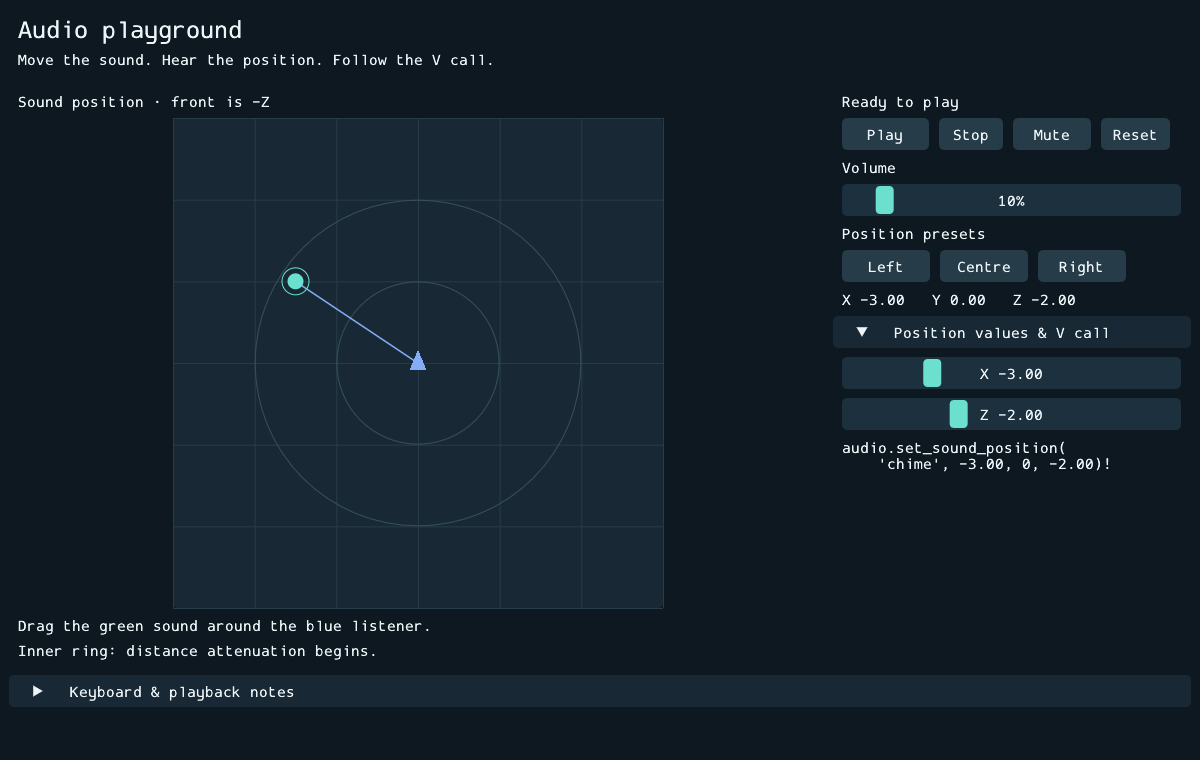 Audio playground
Move the sound. Hear the position. Follow the V call.
Sound position · front is -Z
Ready to play
Play Stop Mute Reset
Volume
10%
Position presets
Left Centre Right
X -3.00 Y 0.00 Z -2.00
Position values & V call
X -3.00
Z -2.00
audio.set_sound_position(
'chime', -3.00, 0, -2.00)!
Drag the green sound around the blue listener.
Inner ring: distance attenuation begins.
Keyboard & playback notes